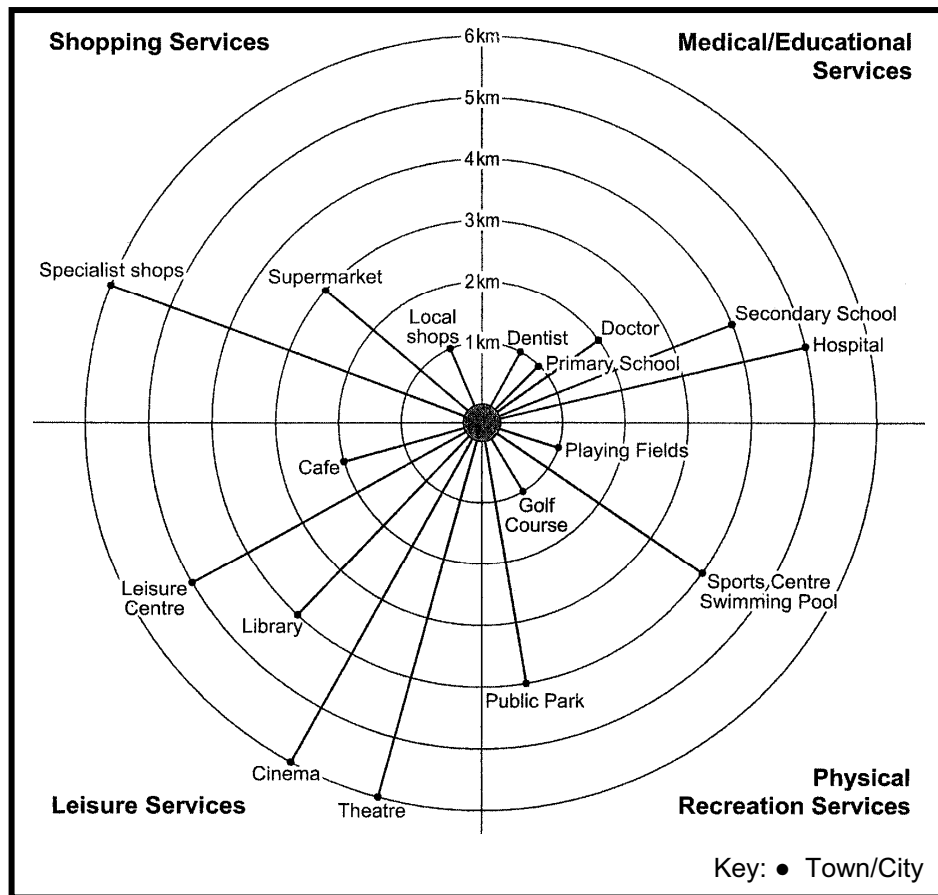 Shopping Services
6km
Medical/Educational
Services
5km
4km
3km
Specialist shops
Supermarket
2km
Local
shops
1km
Dentist
Doctor
Primary School
Secondary School
Hospital
Cafe
Playing Fields
Golf
Course
Leisure
Centre
Library
Sports Centre
Swimming Pool
Public Park
Cinema
Theatre
Leisure Services
Physical
Recreation Services
Key: ● Town/City